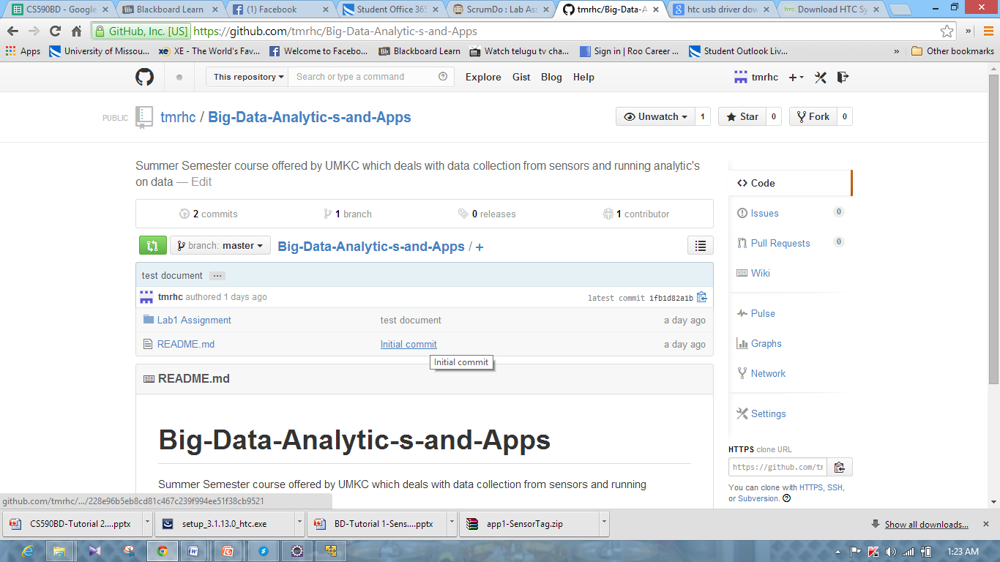 CS590BD - Google
Blackboard Learn
(1) Facebook
Student Office 365
ScrumDo : Lab Ass
tmrhc/Big-Data-A
htc usb driver dow
Download HTC Sy
GitHub, Inc. [US] https://github.com/tmrhc/Big-Data-Analytic-s-and-Apps
Apps University of Missou... XE - The World's Fav... Welcome to Facebo... Blackboard Learn Watch telugu tv cha... Sign in | Roo Career ... Student Outlook Liv... » Other bookmarks
This repository Search or type a command Explore Gist Blog Help tmrhc
PUBLIC tmrhc / Big-Data-Analytic-s-and-Apps Unwatch 1 Star 0 Fork 0
Summer Semester course offered by UMKC which deals with data collection from sensors and running analytic's
on data — Edit
2 commits 1 branch 0 releases 1 contributor
branch: master Big-Data-Analytic-s-and-Apps / +
test document ...
tmrhc authored 1 days ago latest commit 1fb1d82a1b
Lab1 Assignment test document a day ago
README.md Initial commit a day ago
Initial commit
README.md
Big-Data-Analytic-s-and-Apps
Summer Semester course offered by UMKC which deals with data collection from sensors and running
Code
Issues 0
Pull Requests 0
Wiki
Pulse
Graphs
Network
Settings
HTTPS clone URL
https://github.com/tm
You can clone with HTTPS, SSH,
or Subversion.
github.com/tmrhc/.../228e96b5eb8cd81c467c239f994ee51f38cb9521
CS590BD-Tutorial 2....pptx setup_3.1.13.0_htc.exe BD-Tutorial 1-Sens....pptx app1-SensorTag.zip Show all downloads...
1:23 AM